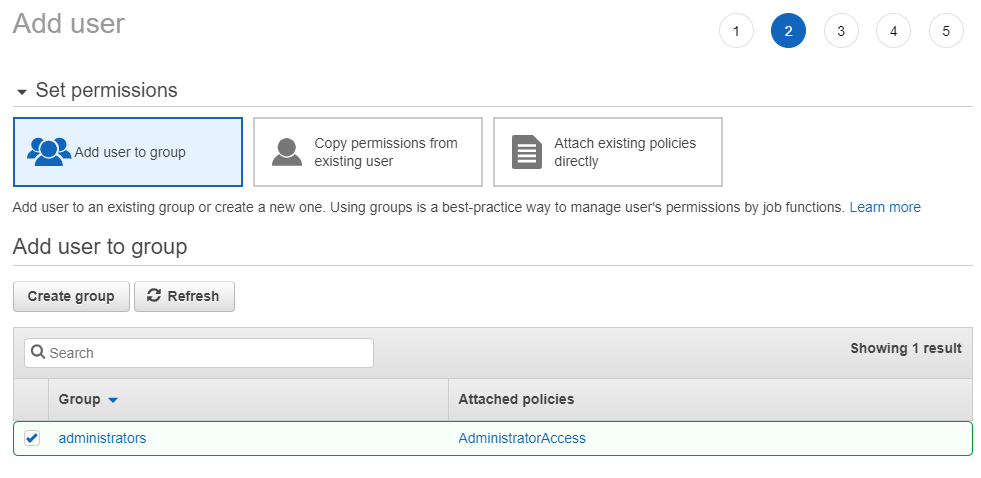 Add user
1 2 3 4 5
Set permissions
Add user to group
Copy permissions from
existing user
Attach existing policies
directly
Add user to an existing group or create a new one. Using groups is a best-practice way to manage user's permissions by job functions. Learn more
Add user to group
Create group Refresh
Search Showing 1 result
Group Attached policies
administrators AdministratorAccess